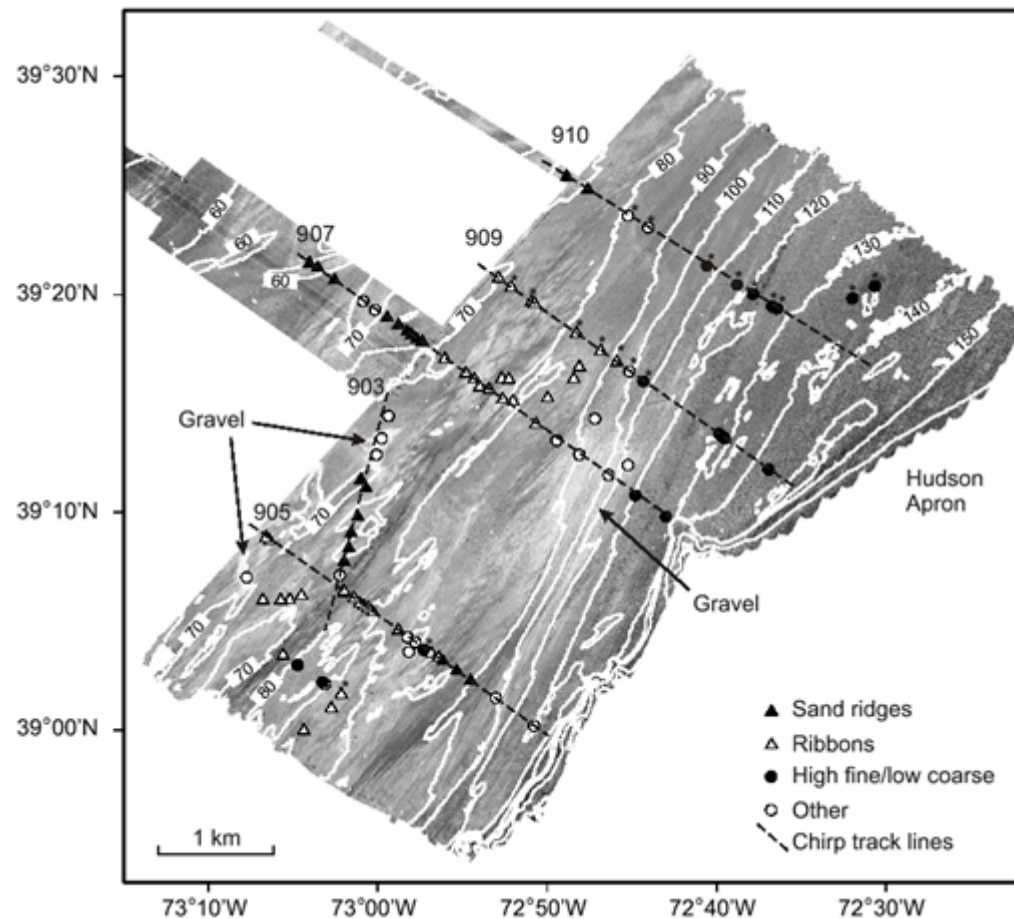 39°30'N
39°20'N
39°10'N
39°00'N
910
80
90
100
110
120
130
140
150
60
60
60
907
909
70
70
903
Gravel
70
905
70
70
80
Hudson
Apron
Gravel
Sand ridges
Ribbons
High fine/low coarse
Other
Chirp track lines
1 km
73°10'W
73°00'W
72°50'W
72°40'W
72°30'W